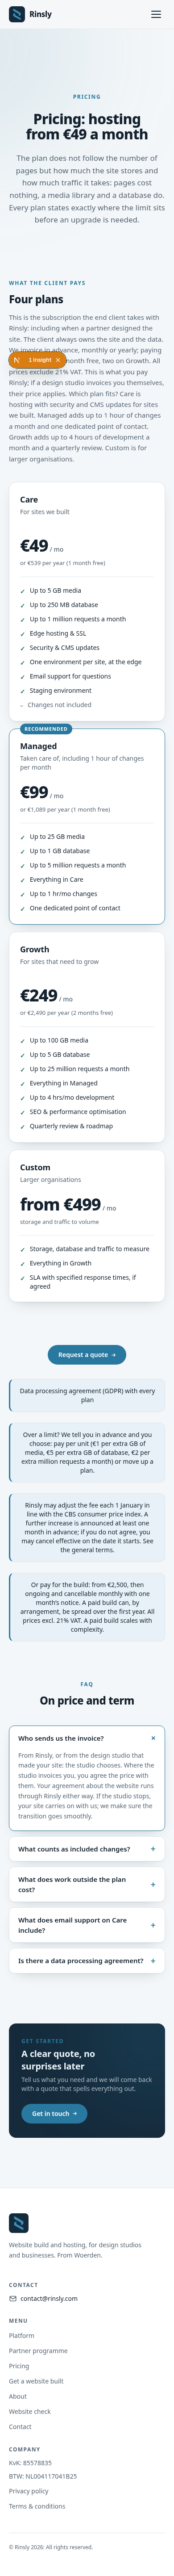 Rinsly
PRICING
Pricing: hosting
from €49 a month
The plan does not follow the number of
pages but how much the site stores and
how much traffic it takes: pages cost
nothing, a media library and a database do.
Every plan states exactly where the limit sits
before an upgrade is needed.
WHAT THE CLIENT PAYS
Four plans
This is the subscription the end client takes with
Rinsly: including when a partner designed the
site. The client always owns the site and the data.
We invoice in advance, monthly or yearly; paying
month free, two on Growth. All prices
exclude 21% VAT. This is what you pay
Rinsly; if a design studio invoices you themselves,
their price applies. Which plan fits? Care is
hosting with security and CMS updates for sites
we built. Managed adds up to 1 hour of changes
a month and one dedicated point of contact.
Growth adds up to 4 hours of development a
month and a quarterly review. Custom is for
larger organisations.
1 Insight
Care
For sites we built
€49 / mo
or €539 per year (1 month free)
✓ Up to 5 GB media
✓ Up to 250 MB database
✓ Up to 1 million requests a month
✓ Edge hosting & SSL
✓ Security & CMS updates
✓ One environment per site, at the edge
✓ Email support for questions
✓ Staging environment
– Changes not included
RECOMMENDED
Managed
Taken care of, including 1 hour of changes
per month
€99 / mo
or €1,089 per year (1 month free)
✓ Up to 25 GB media
✓ Up to 1 GB database
✓ Up to 5 million requests a month
✓ Everything in Care
✓ Up to 1 hr/mo changes
✓ One dedicated point of contact
Growth
For sites that need to grow
€249 / mo
or €2,490 per year (2 months free)
✓ Up to 100 GB media
✓ Up to 5 GB database
✓ Up to 25 million requests a month
✓ Everything in Managed
✓ Up to 4 hrs/mo development
✓ SEO & performance optimisation
✓ Quarterly review & roadmap
Custom
Larger organisations
from €499 / mo
storage and traffic to volume
✓ Storage, database and traffic to measure
✓ Everything in Growth
✓ SLA with specified response times, if
agreed
Request a quote →
Data processing agreement (GDPR) with every
plan
Over a limit? We tell you in advance and you
choose: pay per unit (€1 per extra GB of
media, €5 per extra GB of database, €2 per
extra million requests a month) or move up a
plan.
Rinsly may adjust the fee each 1 January in
line with the CBS consumer price index. A
further increase is announced at least one
month in advance; if you do not agree, you
may cancel effective on the date it starts. See
the general terms.
Or pay for the build: from €2,500, then
ongoing and cancellable monthly with one
month's notice. A paid build can, by
arrangement, be spread over the first year. All
prices excl. 21% VAT. A paid build scales with
complexity.
FAQ
On price and term
Who sends us the invoice?
From Rinsly, or from the design studio that
made your site: the studio chooses. Where the
studio invoices you, you agree the price with
them. Your agreement about the website runs
through Rinsly either way. If the studio stops,
your site carries on with us; we make sure the
transition goes smoothly.
What counts as included changes?
What does work outside the plan
cost?
What does email support on Care
include?
Is there a data processing agreement?
GET STARTED
A clear quote, no
surprises later
Tell us what you need and we will come back
with a quote that spells everything out.
Get in touch →
Website build and hosting, for design studios
and businesses. From Woerden.
CONTACT
contact@rinsly.com
MENU
Platform
Partner programme
Pricing
Get a website built
About
Website check
Contact
COMPANY
KvK: 85578835
BTW: NL004117041B25
Privacy policy
Terms & conditions
© Rinsly 2026: All rights reserved.